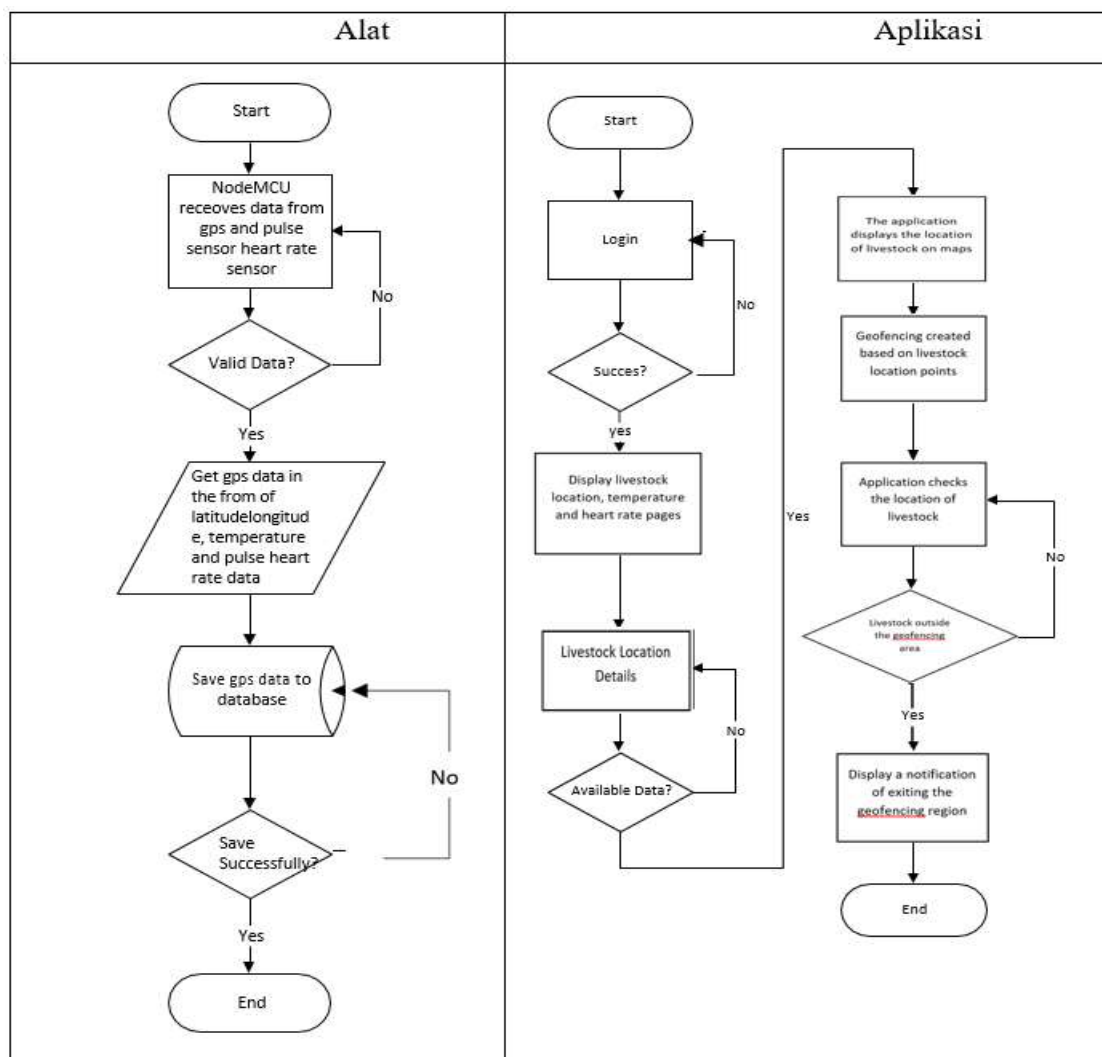 Alat
Start
NodeMCU
receoves data from
gps and pulse
sensor heart rate
sensor
No
Valid Data?
Yes
Get gps data in
the from of
latitudelongitud
e, temperature
and pulse heart
rate data
Save gps data to
database
No
Save
Successfully?
Yes
End
Aplikasi
Start
Login
No
Succes?
yes
Display livestock
location, temperature
and heart rate pages
Livestock Location
Details
No
Available Data?
Yes
The application
displays the location
of livestock on maps
Geofencing created
based on livestock
location points
Application checks
the location of
livestock
No
Livestock outside
the geofencing
area
Yes
Display a notification
of exiting the
geofencing region
End